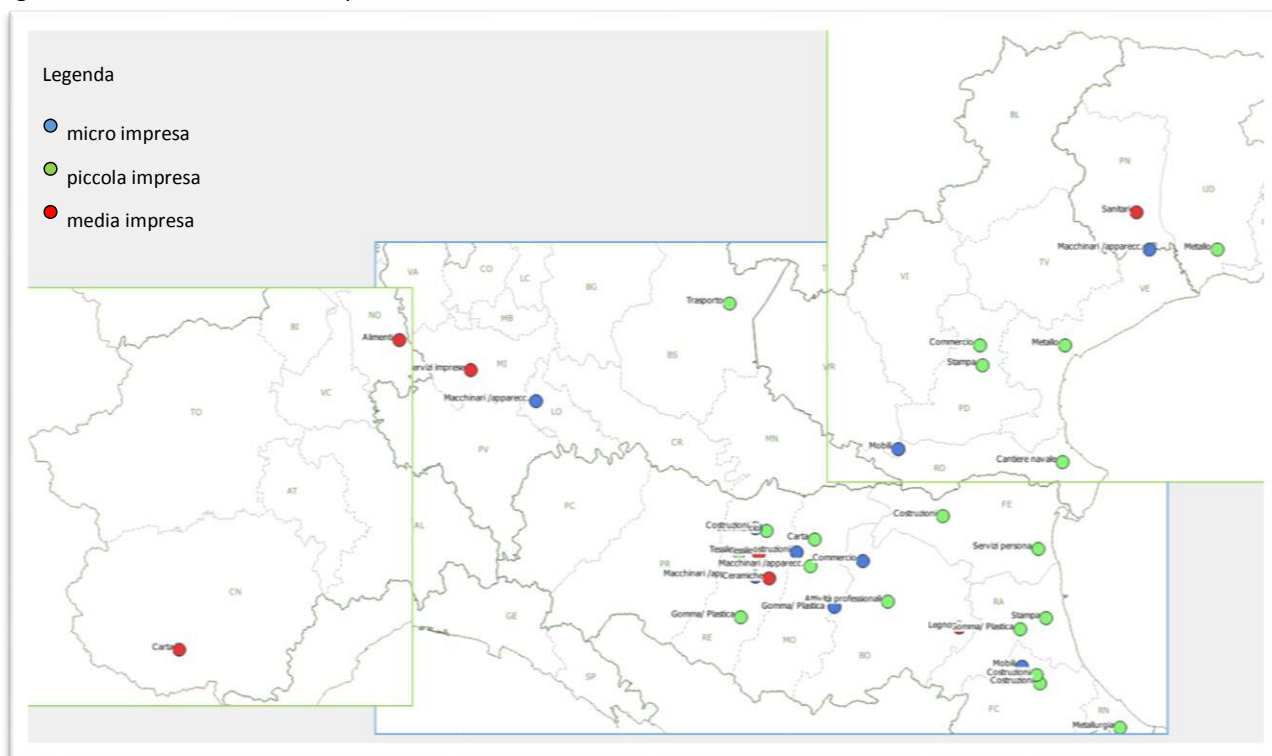 Legenda
micro impresa
piccola impresa
media impresa
BL
PN
UD
Sanitari
Macchinari /apparecc.
Metallo
VI
TV
VE
VA
CO
LC
BG
Trasporto
NO
BI
MB
Alimenti
MI
BS
Commercio
Metallo
Stampa
VR
ervizi imprese
VC
Macchinari /apparecc.
LO
TO
PD
CR
MN
Mobili
PV
RO
Cantiere navale
AT
PC
FE
Costruzioni
AL
Costruzioni
Carta
Servizi persona
Tessile
ostruzioni
Commercio
PR
Macchinari /apparecc.
Ceramiche
CN
Attività professionali
RA
Gomma/ Plastica
Gomma/ Plastica
Stampa
GE
Legno
Gomma/ Plastica
RE
MO
BO
Carta
Mobili
Costruzioni
Costruzioni
SP
FC
RN
Metallurgia